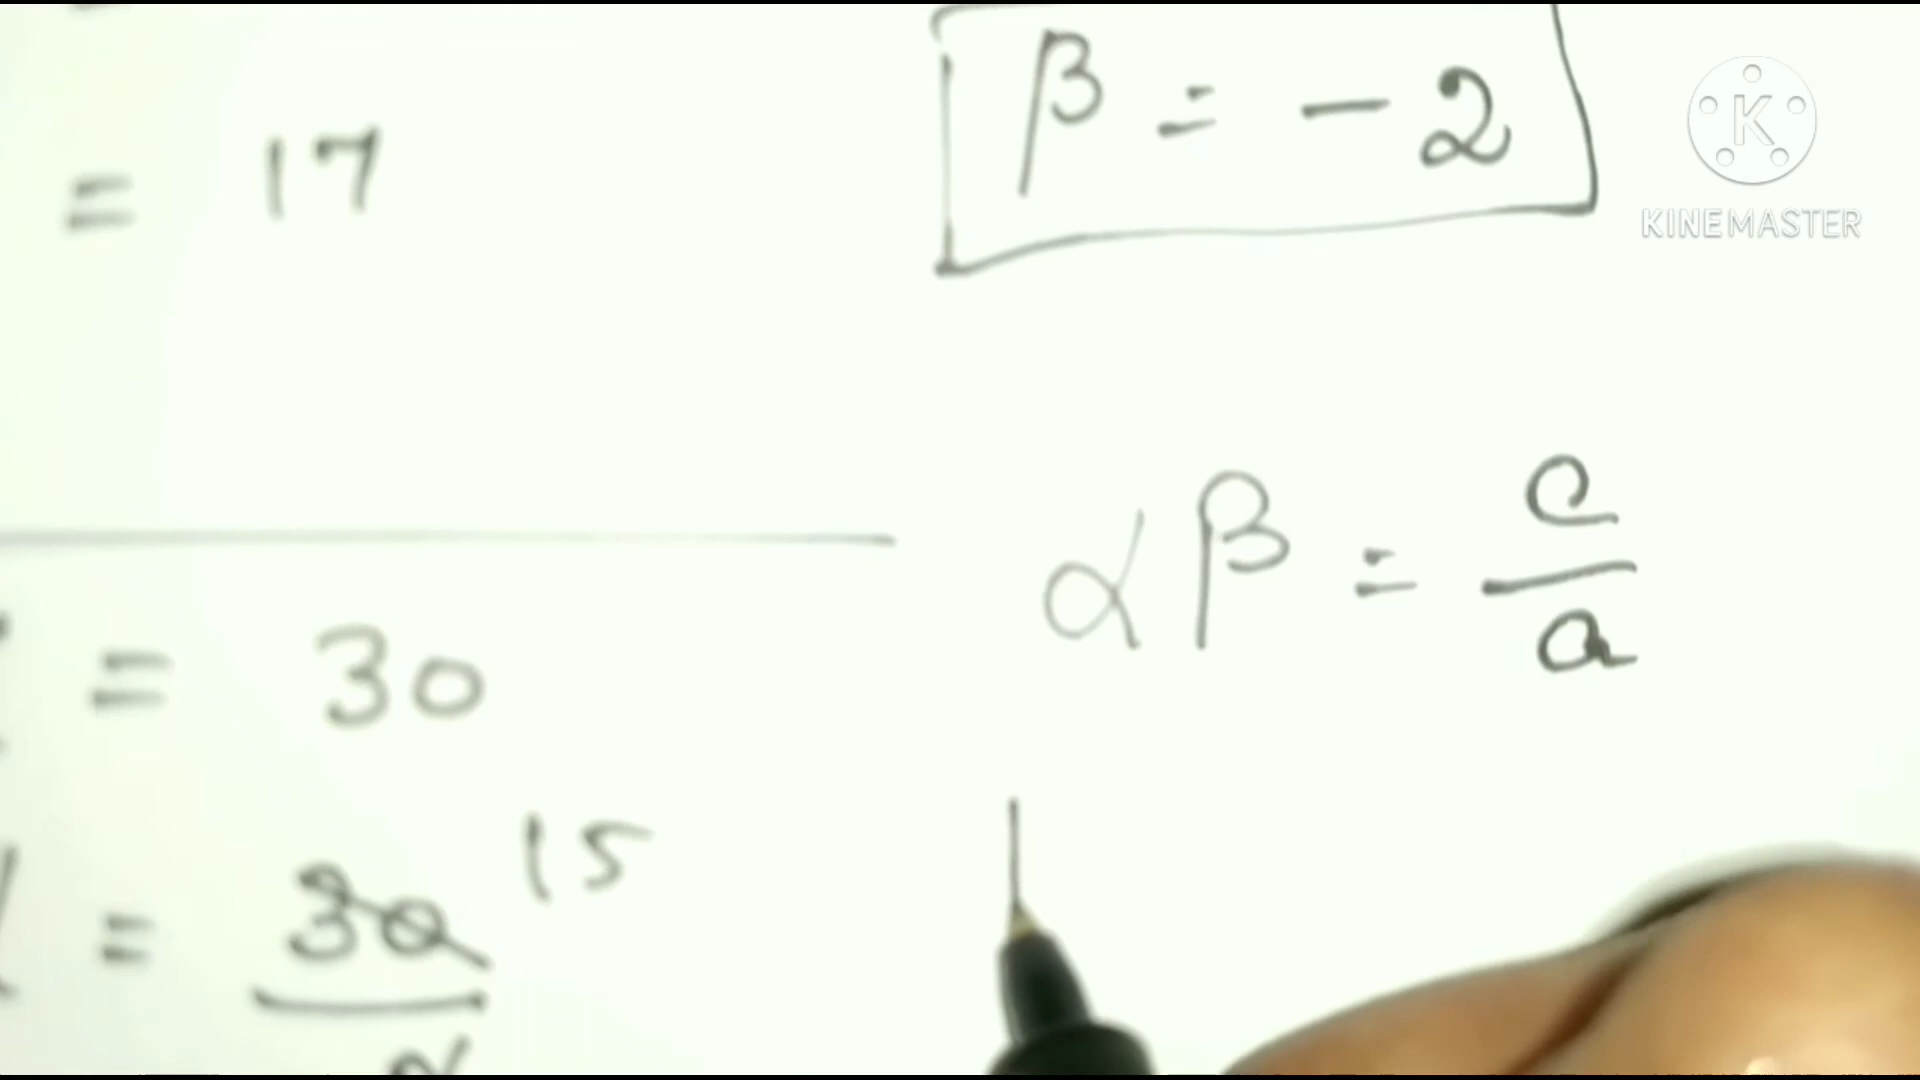 = 17
β = - 2
K
KINEMASTER
αβ = c/a
= 30
= 30/ 15